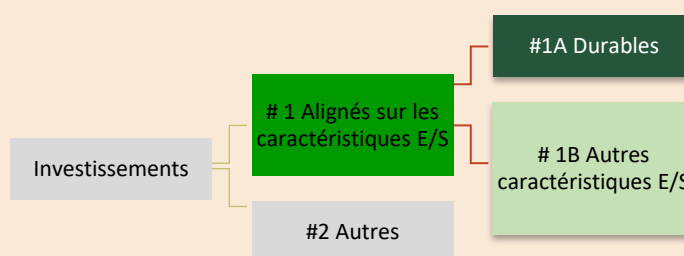 #1A Durables
# 1 Alignés sur les
caractéristiques E/S
# 1B Autres
caractéristiques E/S
Investissements
#2 Autres